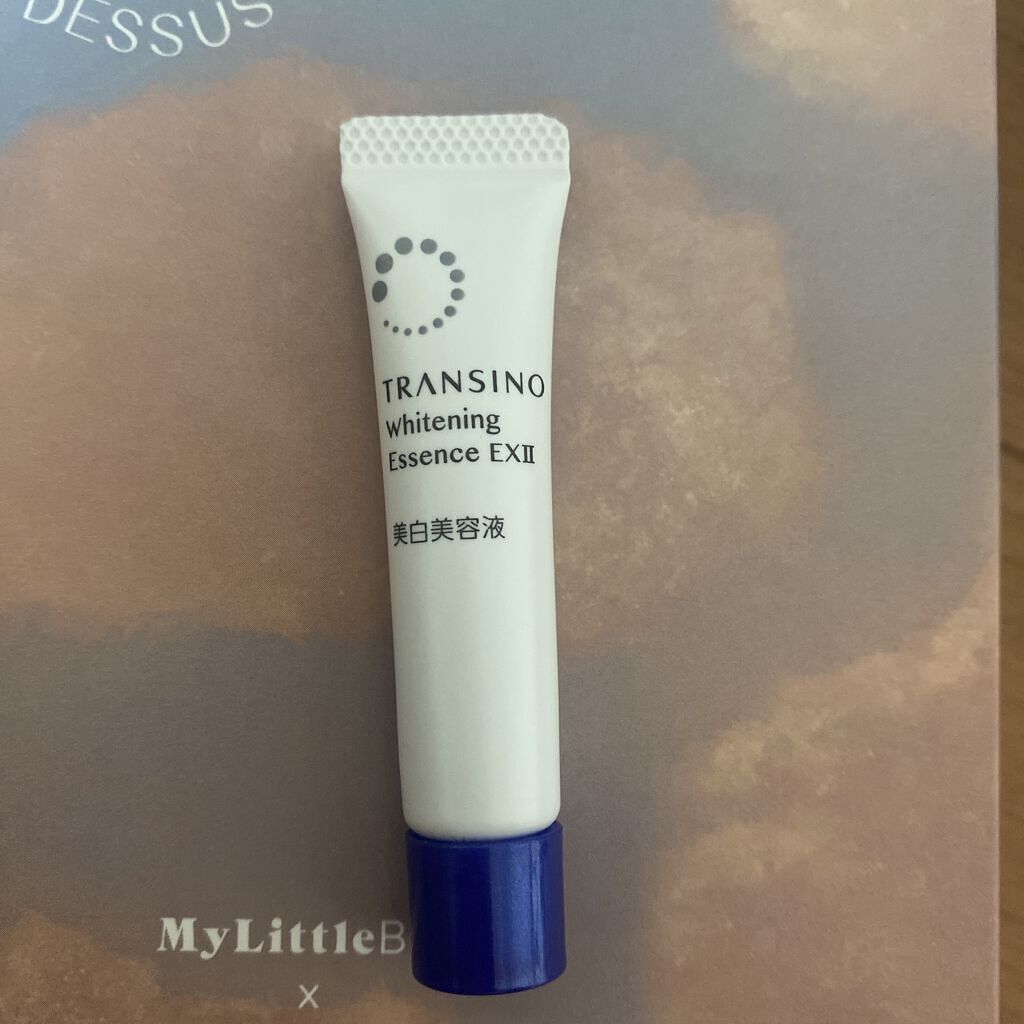 DESSUS
TRANSINO
Whitening
Essence EXⅡ
美白美容液
MyLittleB
x